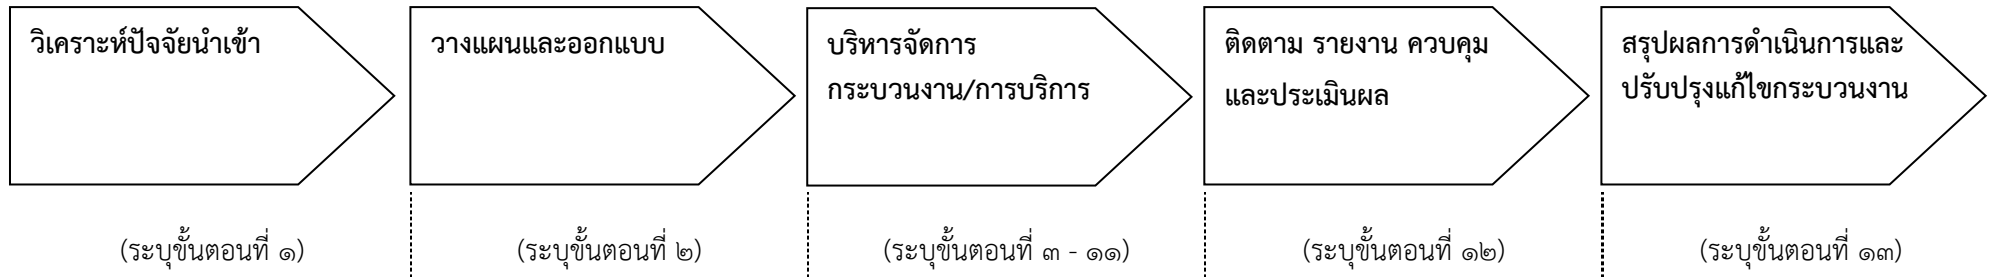 วิเคราะห์ปัจจัยนำเข้า
(ระบุขั้นตอนที่ ๑)
วางแผนและออกแบบ
(ระบุขั้นตอนที่ ๒)
บริหารจัดการ
กระบวนงาน/การบริการ
(ระบุขั้นตอนที่ ๓ - ๑๑)
ติดตาม รายงาน ควบคุม
และประเมินผล
(ระบุขั้นตอนที่ ๑๒)
สรุปผลการดำเนินการและ
ปรับปรุงแก้ไขกระบวนงาน
(ระบุขั้นตอนที่ ๑๓)